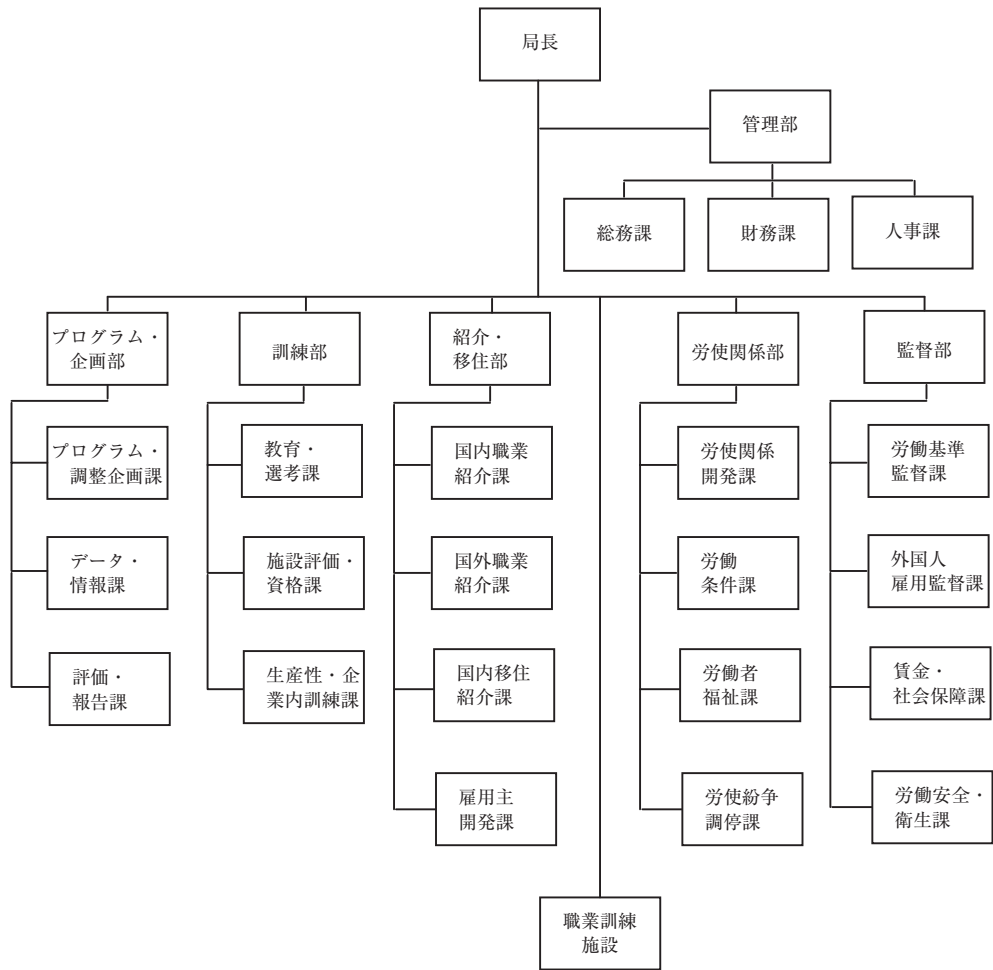 局長
管理部
総務課
財務課
人事課
プログラム・
企画部
訓練部
紹介・
移住部
労使関係部
監督部
プログラム・
調整企画課
教育・
選考課
国内職業
紹介課
労使関係
開発課
労働基準
監督課
データ・
情報課
施設評価・
資格課
国外職業
紹介課
労働
条件課
外国人
雇用監督課
評価・
報告課
生産性・企
業内訓練課
国内移住
紹介課
労働者
福祉課
賃金・
社会保障課
雇用主
開発課
労使紛争
調停課
労働安全・
衛生課
職業訓練
施設